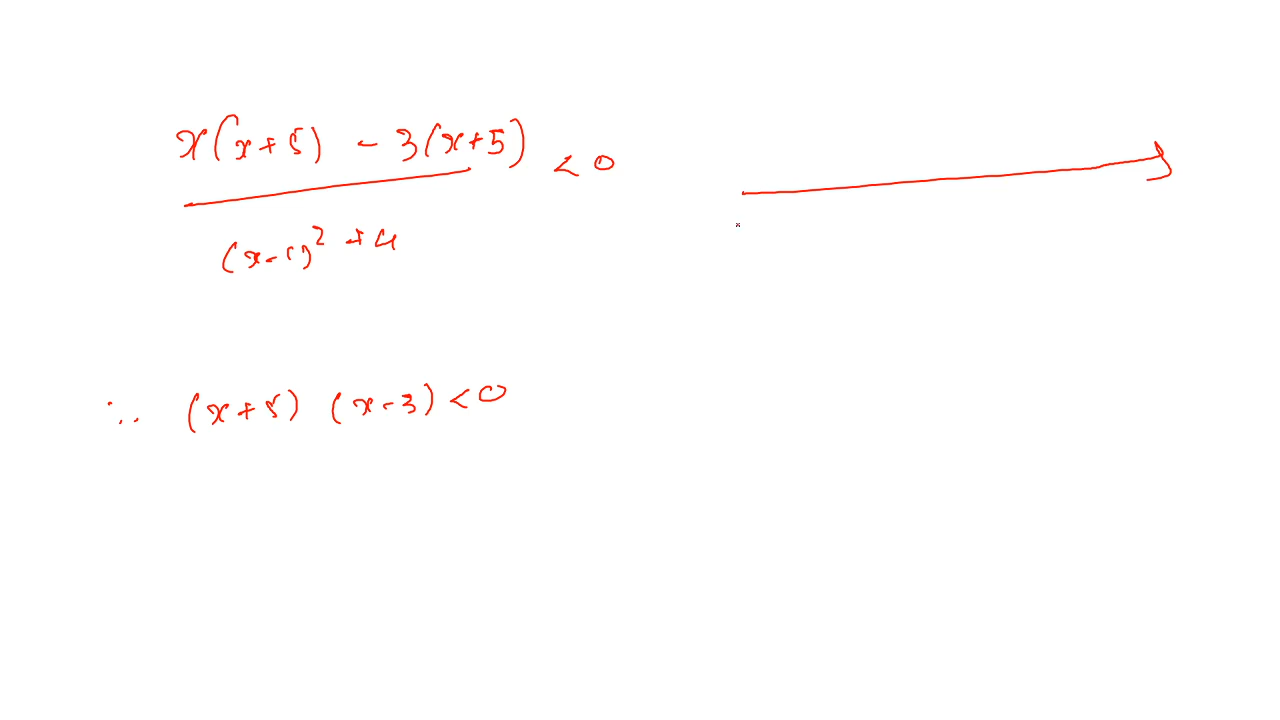 x(x+5) - 3(x+5) < 0
(x-1)² + 4
∵ (x+5) (x-3) < 0